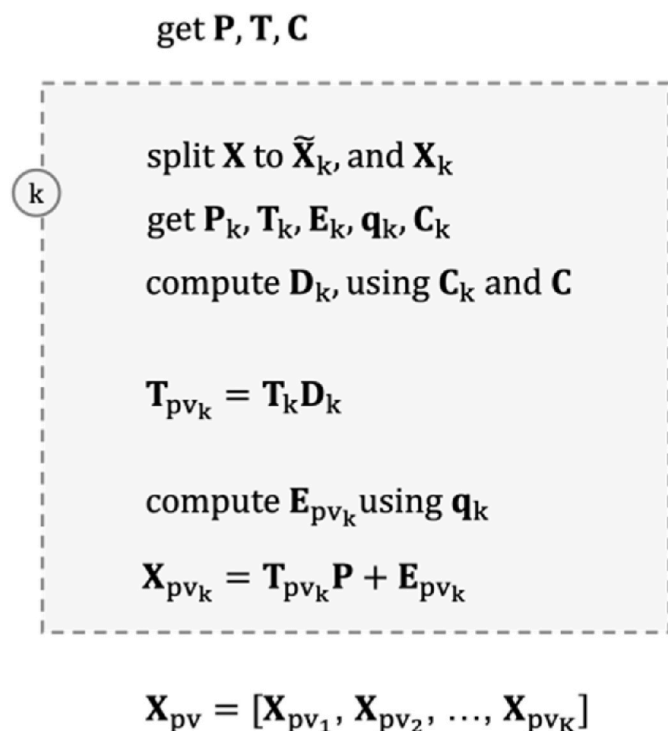 get P, T, C
split X to X̃ₖ, and Xₖ
k
get Pₖ, Tₖ, Eₖ, qₖ, Cₖ
compute Dₖ, using Cₖ and C
T_pvₖ = TₖDₖ
compute E_pvₖ using qₖ
X_pvₖ = T_pvₖP + E_pvₖ
X_pv = [X_pv₁, X_pv₂, …, X_pv_K]